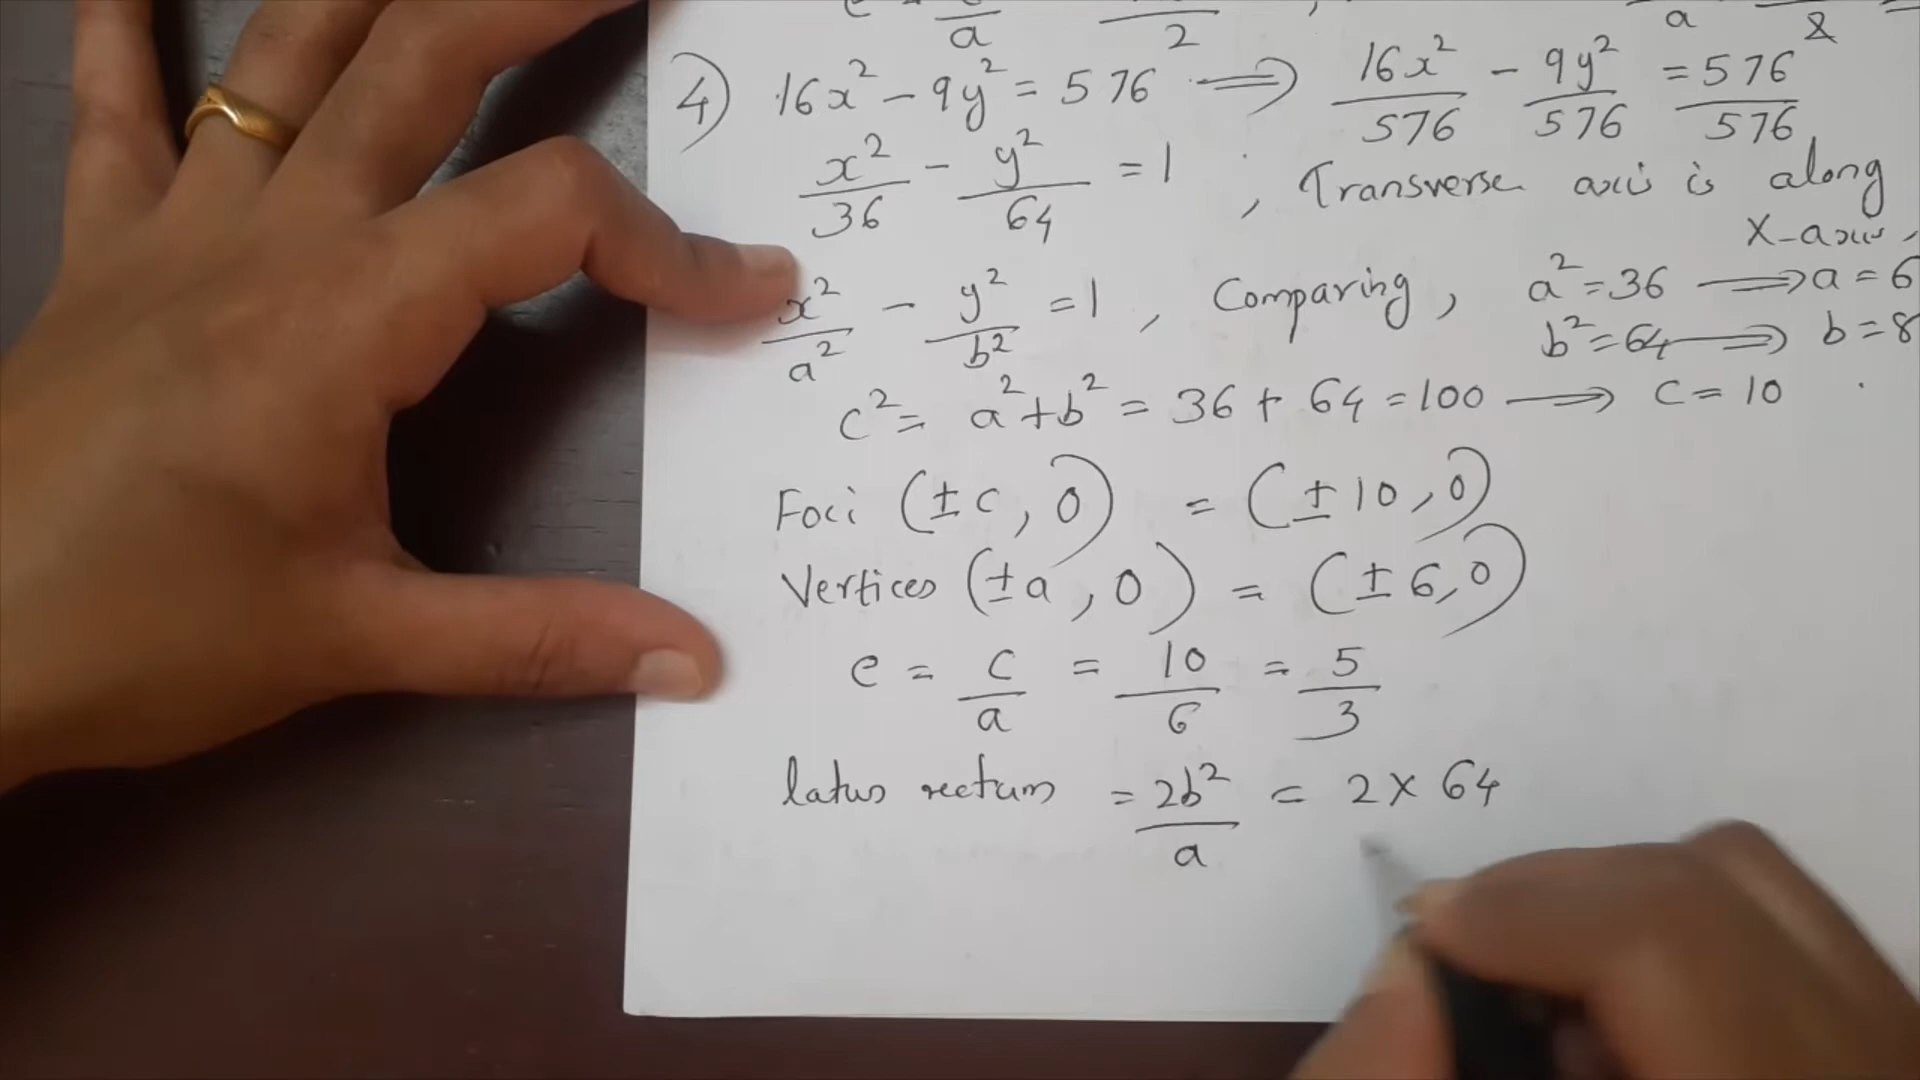 a 2 a 2
4) 16x² - 9y² = 576 ⟹ 16x²/576 - 9y²/576 = 576/576
x²/36 - y²/64 = 1 ; Transverse axis is along
X-axis,
x²/a² - y²/b² = 1 , Comparing, a² = 36 ⟹ a = 6
b² = 64 ⟹ b = 8
c² = a² + b² = 36 + 64 = 100 ⟶ c = 10
Foci (±c, 0) = (±10, 0)
Vertices (±a, 0) = (±6, 0)
e = c/a = 10/6 = 5/3
latus rectum = 2b²/a = 2 × 64